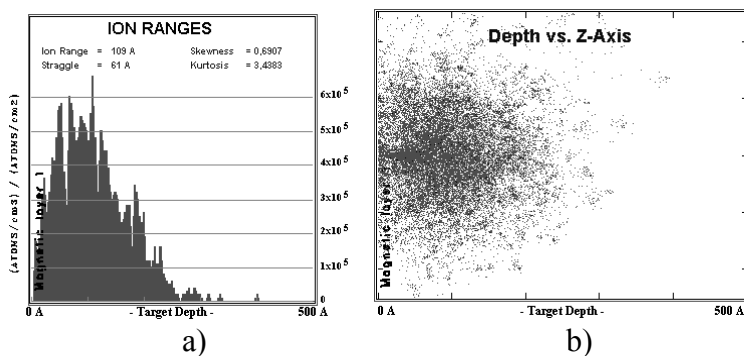 ION RANGES
Ion Range = 109 A Skewness = 0,6907
Straggle = 61 A Kurtosis = 3,4383
(ATOMS/cm3) / (ATOMS/cm2)
Magnetic layer 1
6x10^5
5x10^5
4x10^5
3x10^5
2x10^5
1x10^5
0
0 A - Target Depth - 500 A
a)
Depth vs. Z-Axis
Magnetic layer
0 A - Target Depth - 500 A
b)